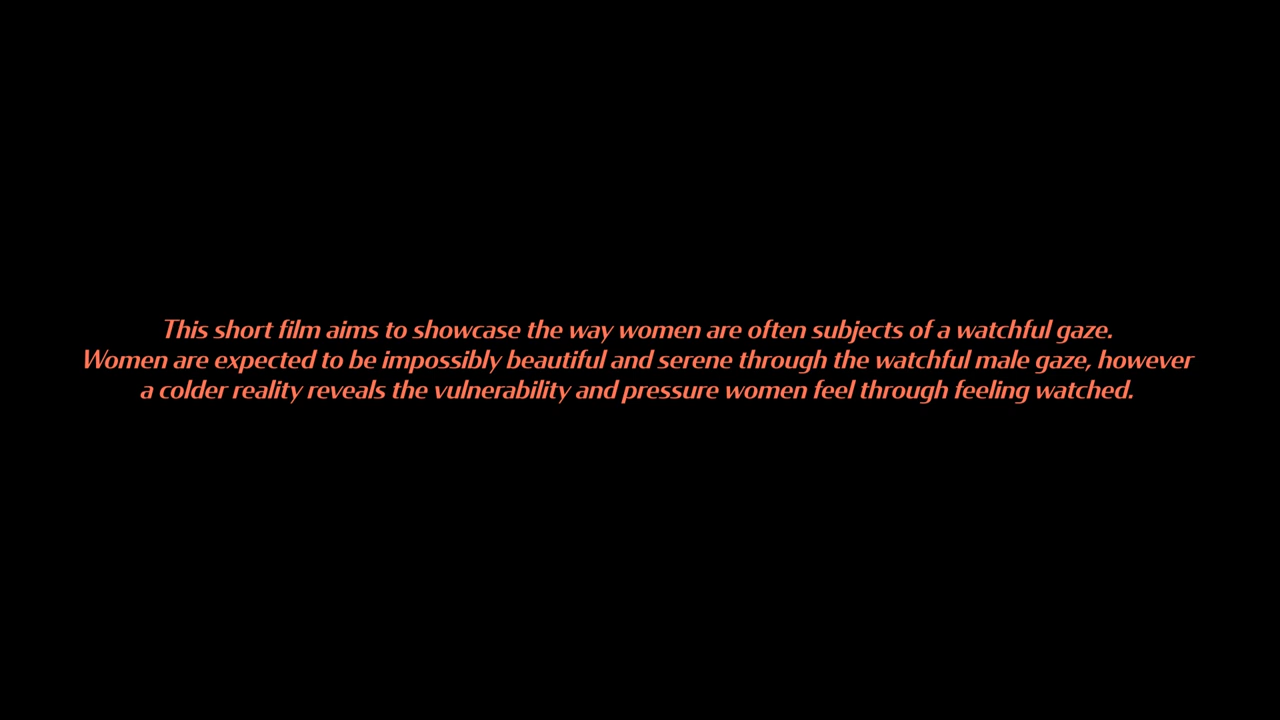 This short film aims to showcase the way women are often subjects of a watchful gaze.
Women are expected to be impossibly beautiful and serene through the watchful male gaze, however
a colder reality reveals the vulnerability and pressure women feel through feeling watched.